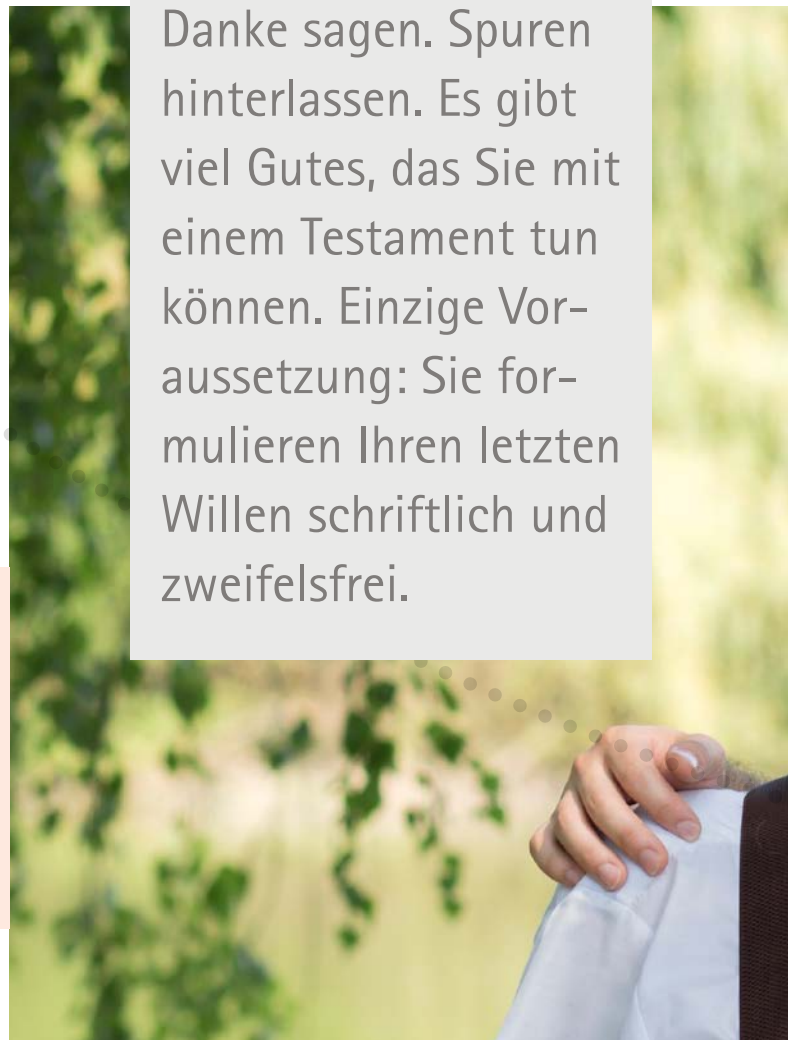 Danke sagen. Spuren
hinterlassen. Es gibt
viel Gutes, das Sie mit
einem Testament tun
können. Einzige Vor-
aussetzung: Sie for-
mulieren Ihren letzten
Willen schriftlich und
zweifelsfrei.